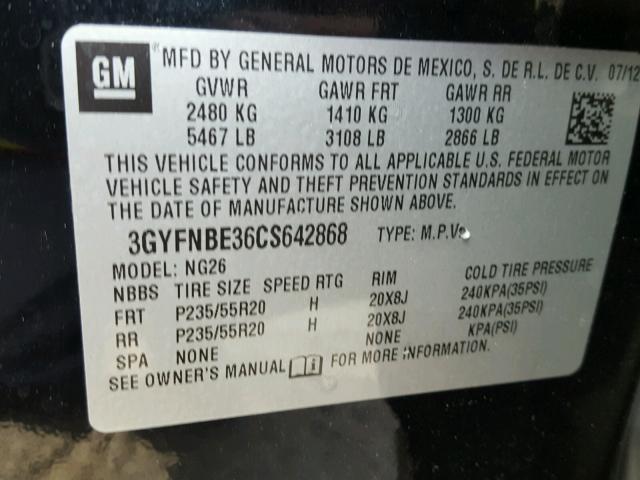 GM
MFD BY GENERAL MOTORS DE MEXICO, S. DE R.L. DE C.V. 07/12
GVWR GAWR FRT GAWR RR
2480 KG 1410 KG 1300 KG
5467 LB 3108 LB 2866 LB
THIS VEHICLE CONFORMS TO ALL APPLICABLE U.S. FEDERAL MOTOR
VEHICLE SAFETY AND THEFT PREVENTION STANDARDS IN EFFECT ON
THE DATE OF MANUFACTURE SHOWN ABOVE.
3GYFNBE36CS642868 TYPE: M.P.V.
MODEL: NG26
NBBS TIRE SIZE SPEED RTG RIM COLD TIRE PRESSURE
FRT P235/55R20 H 20X8J 240KPA(35PSI)
RR P235/55R20 H 20X8J 240KPA(35PSI)
SPA NONE NONE KPA(PSI)
SEE OWNER'S MANUAL FOR MORE INFORMATION.